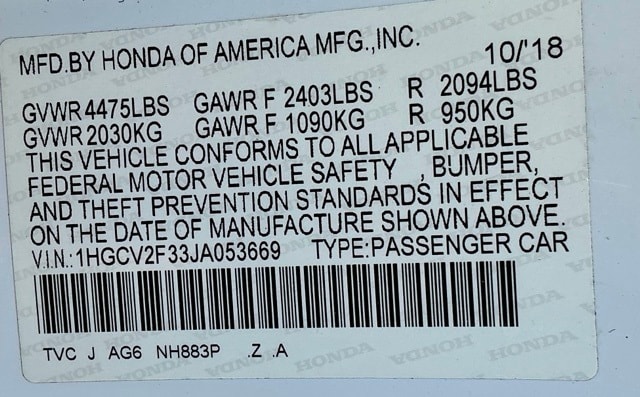 MFD.BY HONDA OF AMERICA MFG.,INC. 10/'18
GVWR 4475LBS GAWR F 2403LBS R 2094LBS
GVWR 2030KG GAWR F 1090KG R 950KG
THIS VEHICLE CONFORMS TO ALL APPLICABLE
FEDERAL MOTOR VEHICLE SAFETY , BUMPER,
AND THEFT PREVENTION STANDARDS IN EFFECT
ON THE DATE OF MANUFACTURE SHOWN ABOVE.
V.I.N.:1HGCV2F33JA053669 TYPE:PASSENGER CAR
TVC J AG6 NH883P .Z .A